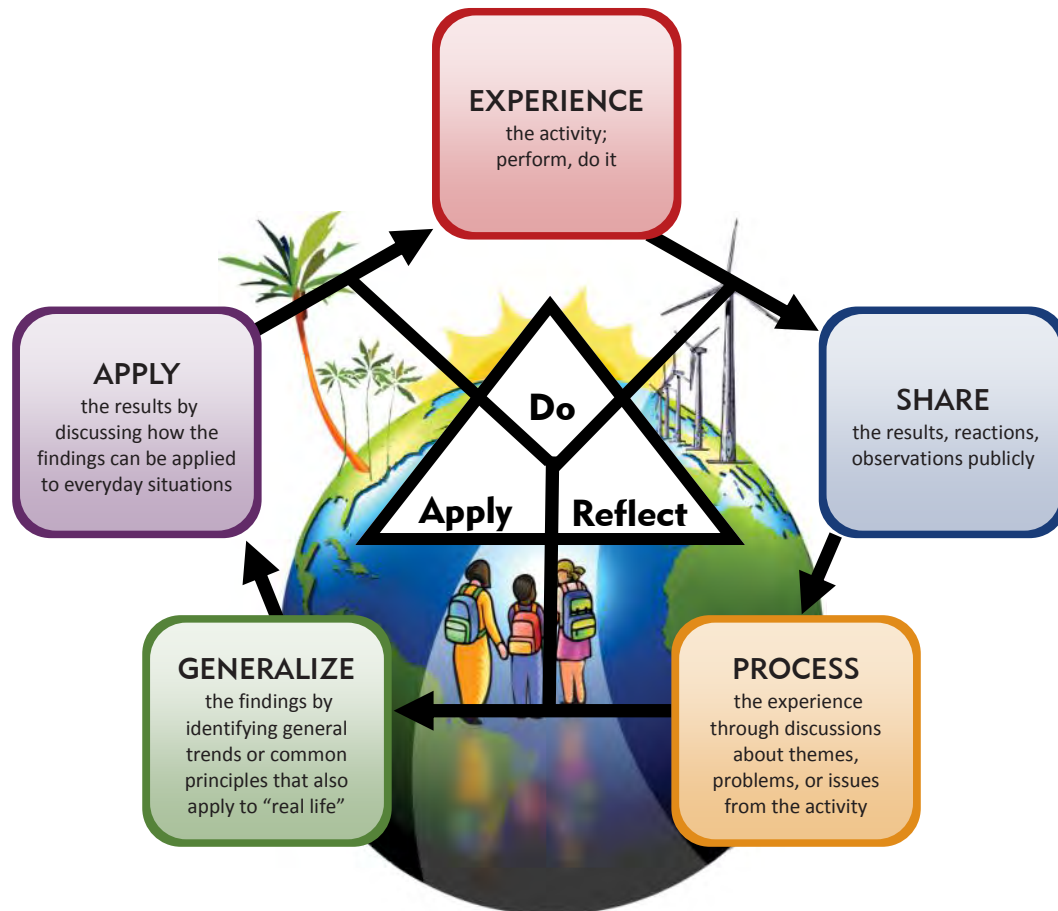 EXPERIENCE
the activity;
perform, do it
SHARE
the results, reactions,
observations publicly
PROCESS
the experience
through discussions
about themes,
problems, or issues
from the activity
GENERALIZE
the findings by
identifying general
trends or common
principles that also
apply to “real life”
APPLY
the results by
discussing how the
findings can be applied
to everyday situations
Do
Reflect
Apply